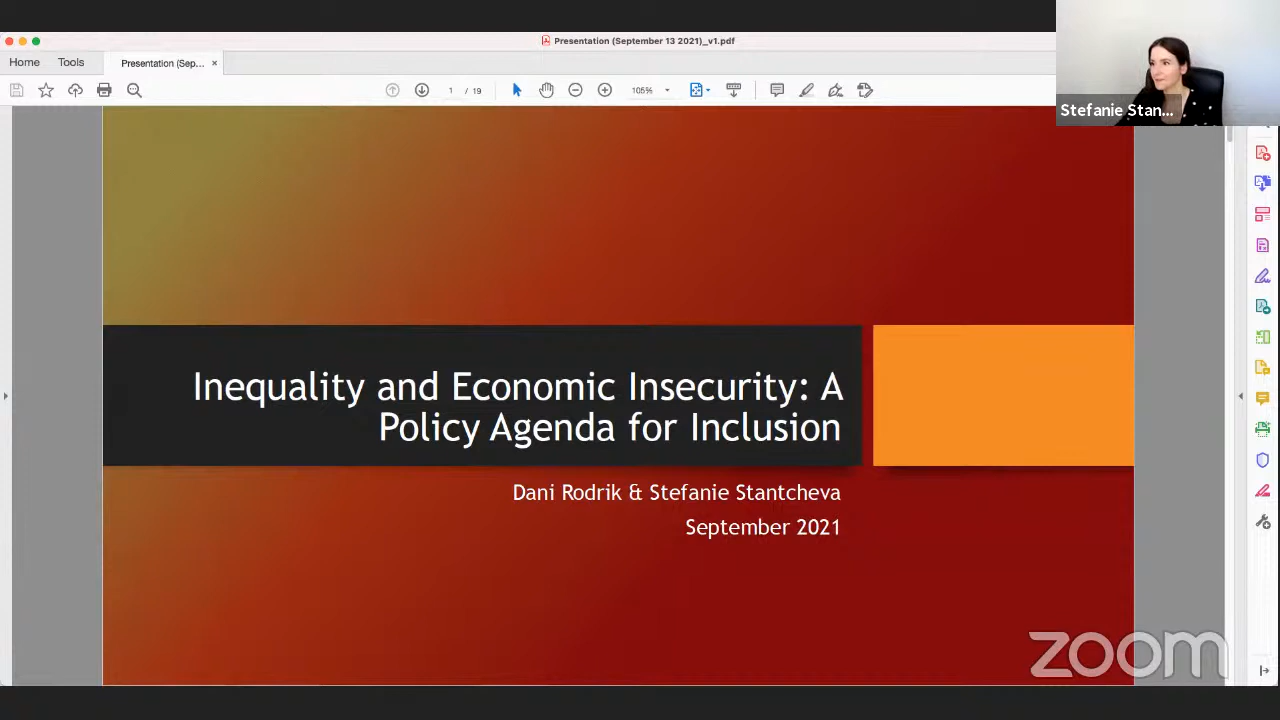 Presentation (September 13 2021)_v1.pdf
Home
Tools
Presentation (Sep...
1 / 19
105%
Stefanie Stan...
Inequality and Economic Insecurity: A
Policy Agenda for Inclusion
Dani Rodrik & Stefanie Stantcheva
September 2021
zoom